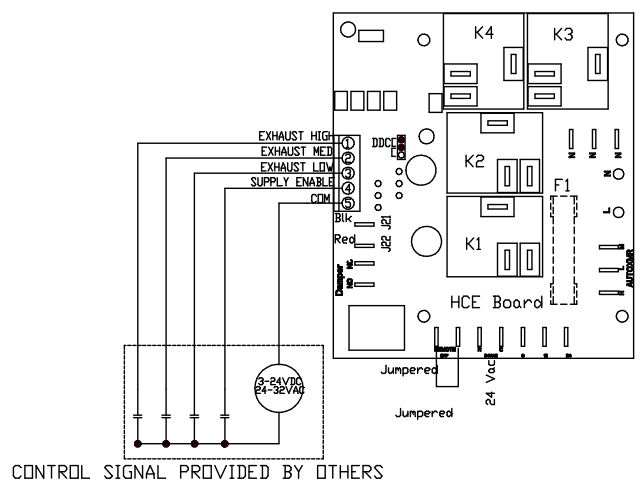 K4
K3
EXHAUST HIGH
1
DDC
EXHAUST MED
2
K2
N
N
N
EXHAUST LOW
3
N
SUPPLY ENABLE
4
F1
COM
5
L
Blk
J21
Red
J22
K1
NC
Damper
NO
L
N
AUTOXFMR
HCE Board
Jumpered
24 Vac
3-24VDC
24-32VAC
Jumpered
CONTROL SIGNAL PROVIDED BY OTHERS